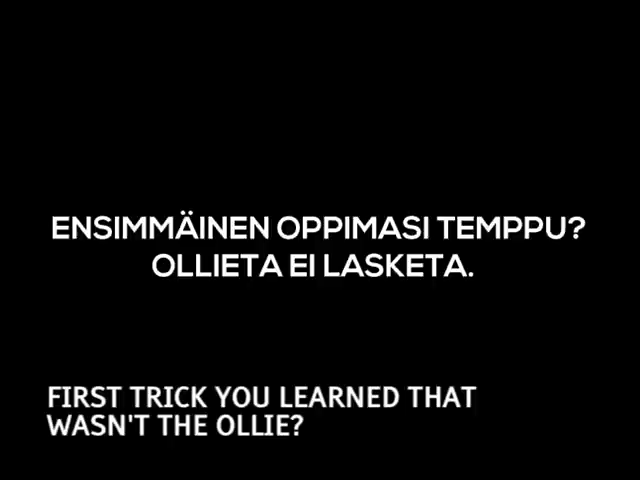 ENSIMMÄINEN OPPIMASI TEMPPU?
OLLIETA EI LASKETA.
FIRST TRICK YOU LEARNED THAT
WASN'T THE OLLIE?